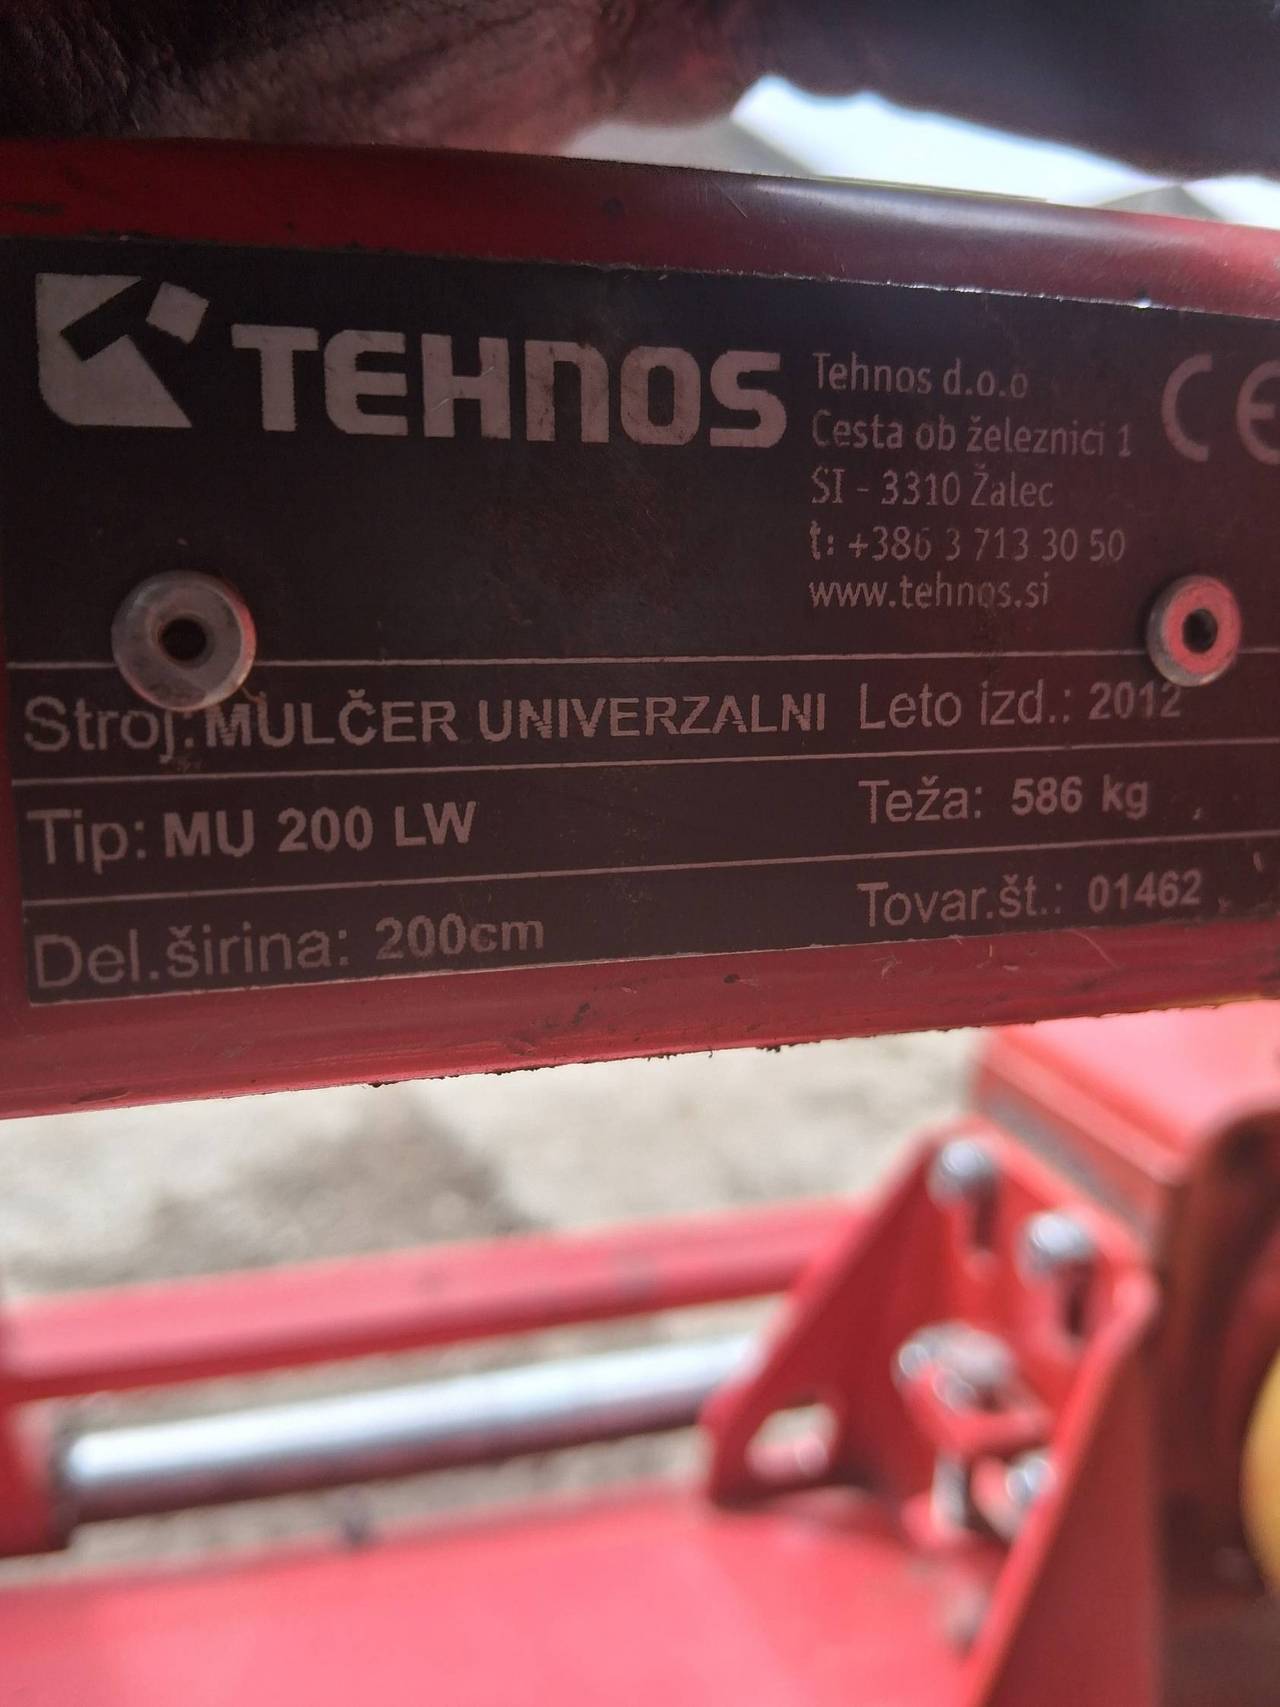 TEHNOS
Tehnos d.o.o
Cesta ob železnici 1
SI - 3310 Žalec
t: +386 3 713 30 50
www.tehnos.si
CE
Stroj: MULČER UNIVERZALNI
Leto izd.: 2012
Tip: MU 200 LW
Teža: 586 kg
Del.širina: 200cm
Tovar.št.: 01462